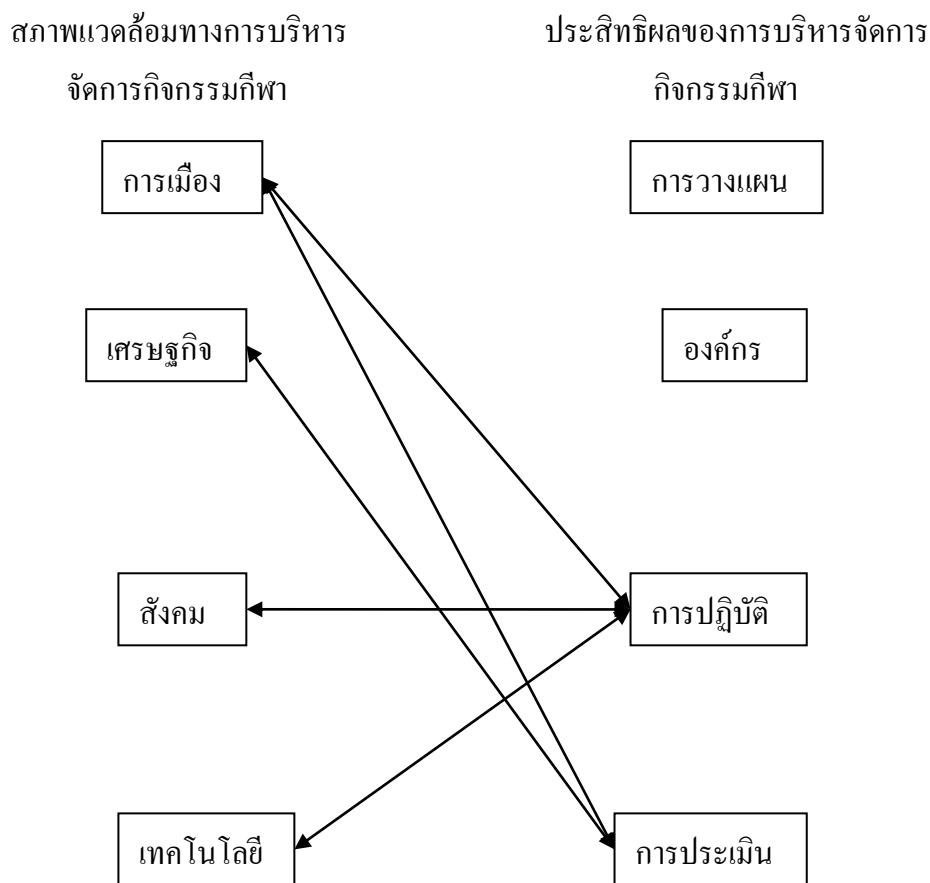 สภาพแวดล้อมทางการบริหาร
จัดการกิจกรรมกีฬา
ประสิทธิผลของการบริหารจัดการ
กิจกรรมกีฬา
การเมือง
การวางแผน
เศรษฐกิจ
องค์กร
สังคม
การปฏิบัติ
เทคโนโลยี
การประเมิน